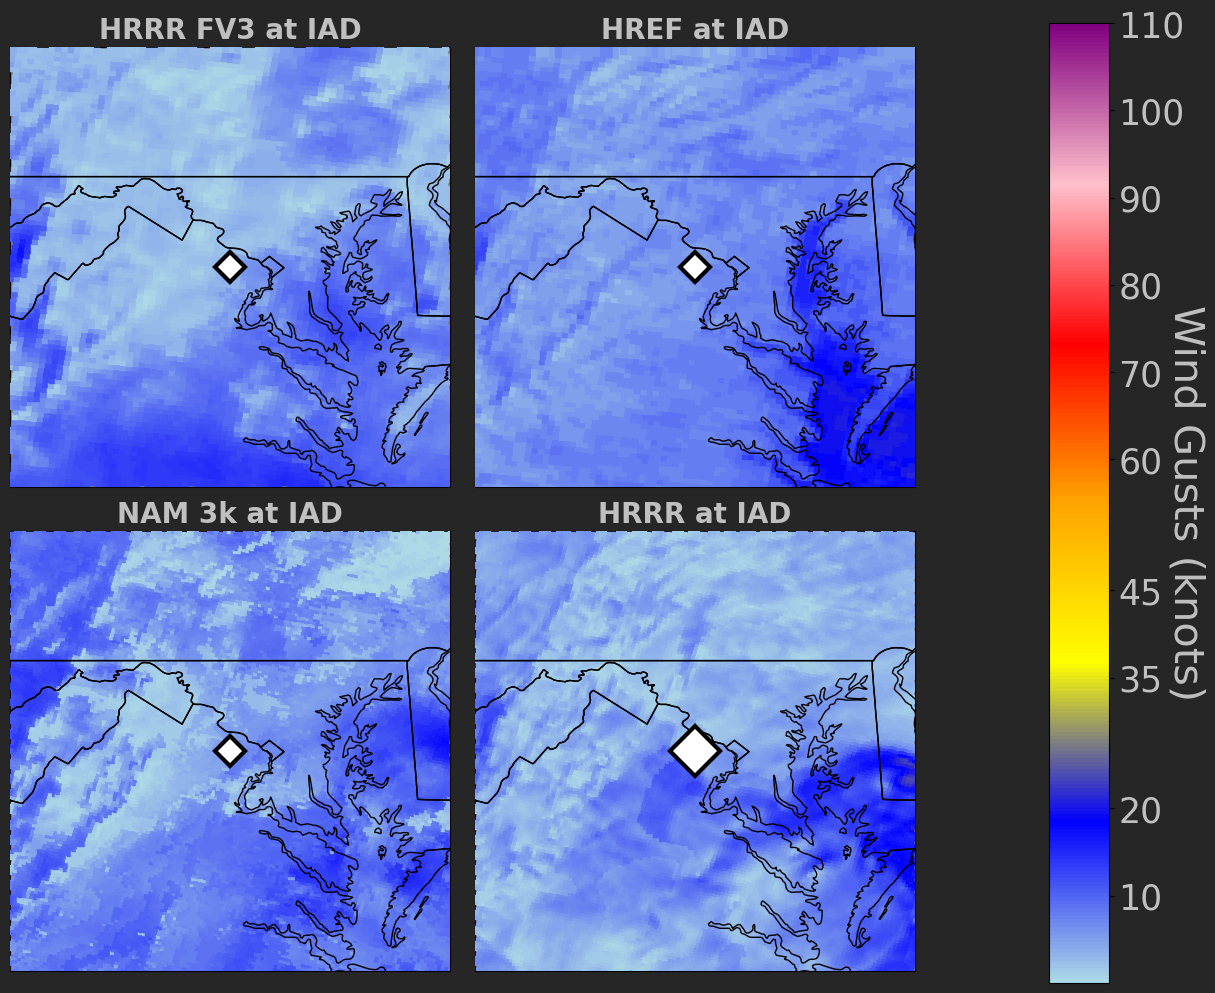 HRRR FV3 at IAD
HREF at IAD
NAM 3k at IAD
HRRR at IAD
110
100
90
80
70
60
45
35
20
10
Wind Gusts (knots)